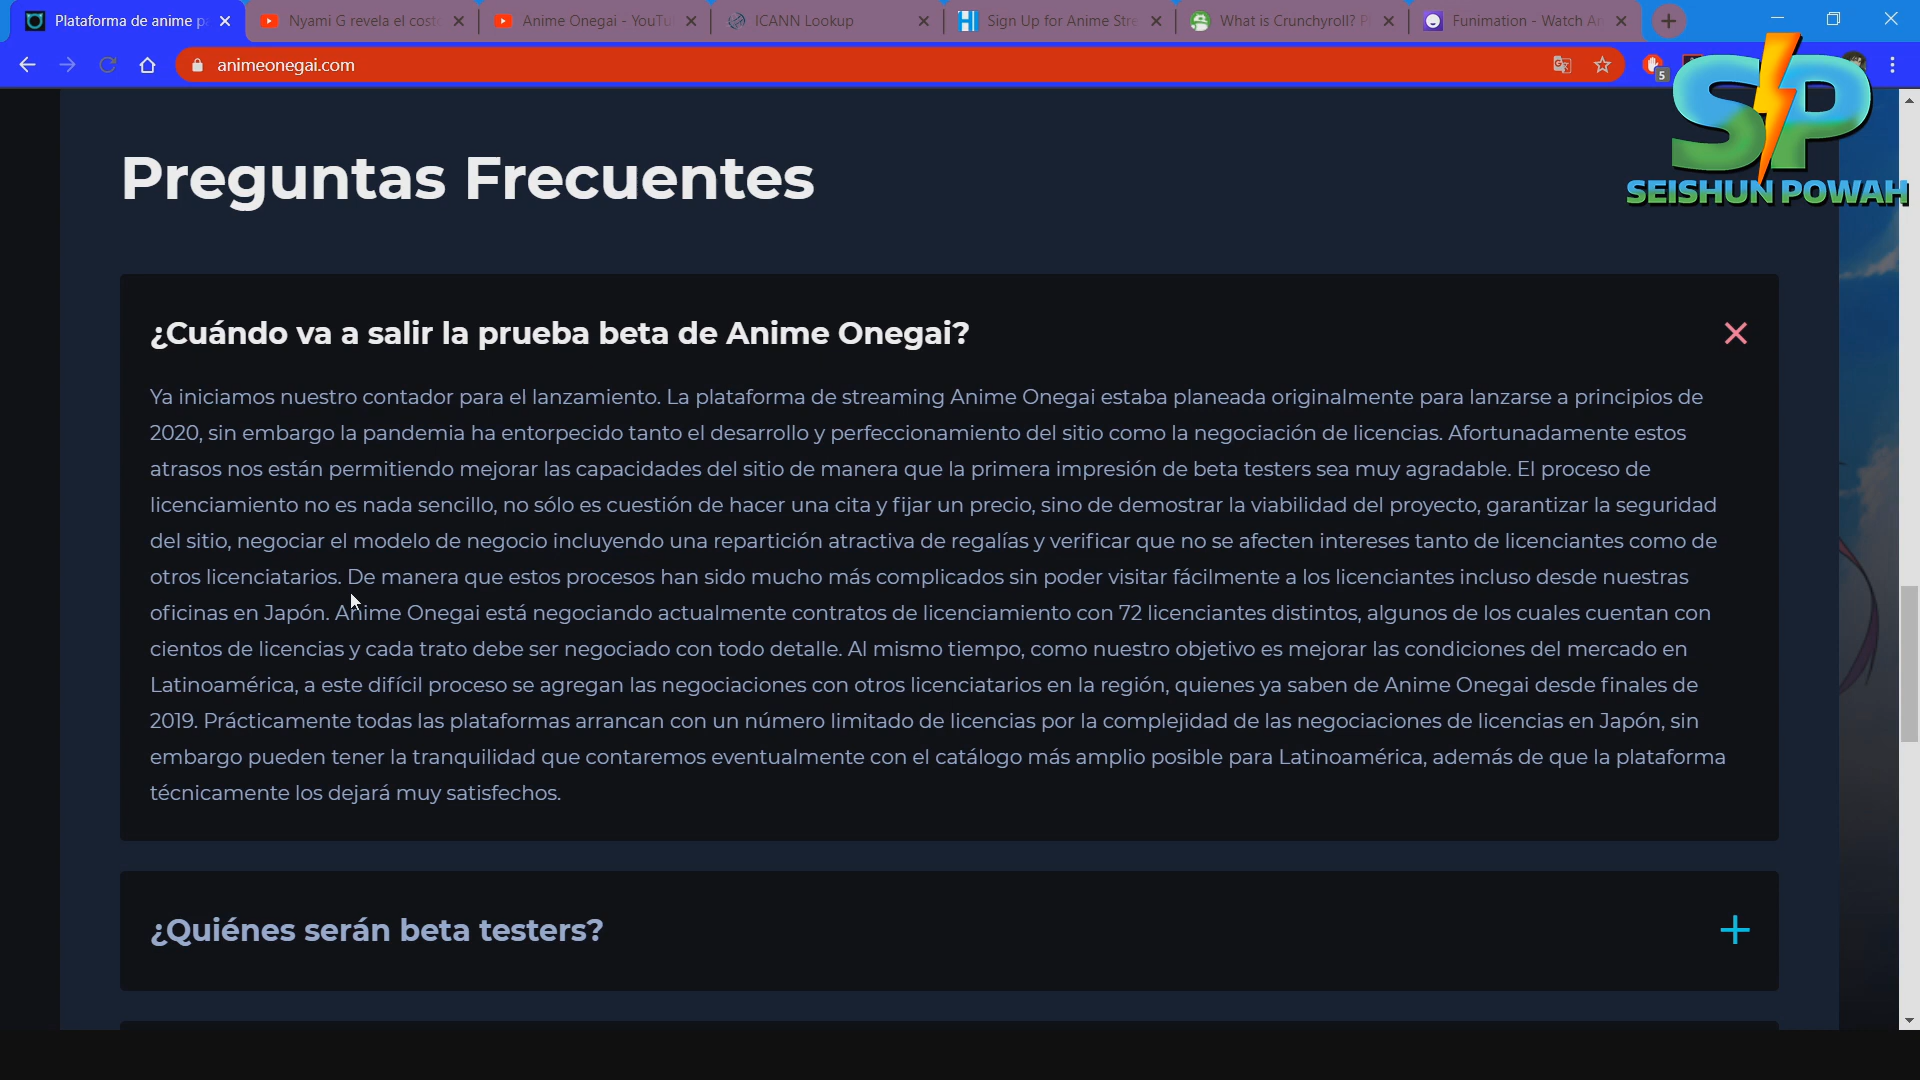 Plataforma de anime p
Nyami G revela el cost
Anime Onegai - YouTu
ICANN Lookup
Sign Up for Anime Stre
What is Crunchyroll? P
Funimation - Watch An
animeonegai.com
5
SP
SEISHUN POWAH
Preguntas Frecuentes
¿Cuándo va a salir la prueba beta de Anime Onegai?
Ya iniciamos nuestro contador para el lanzamiento. La plataforma de streaming Anime Onegai estaba planeada originalmente para lanzarse a principios de
2020, sin embargo la pandemia ha entorpecido tanto el desarrollo y perfeccionamiento del sitio como la negociación de licencias. Afortunadamente estos
atrasos nos están permitiendo mejorar las capacidades del sitio de manera que la primera impresión de beta testers sea muy agradable. El proceso de
licenciamiento no es nada sencillo, no sólo es cuestión de hacer una cita y fijar un precio, sino de demostrar la viabilidad del proyecto, garantizar la seguridad
del sitio, negociar el modelo de negocio incluyendo una repartición atractiva de regalías y verificar que no se afecten intereses tanto de licenciantes como de
otros licenciatarios. De manera que estos procesos han sido mucho más complicados sin poder visitar fácilmente a los licenciantes incluso desde nuestras
oficinas en Japón. Anime Onegai está negociando actualmente contratos de licenciamiento con 72 licenciantes distintos, algunos de los cuales cuentan con
cientos de licencias y cada trato debe ser negociado con todo detalle. Al mismo tiempo, como nuestro objetivo es mejorar las condiciones del mercado en
Latinoamérica, a este difícil proceso se agregan las negociaciones con otros licenciatarios en la región, quienes ya saben de Anime Onegai desde finales de
2019. Prácticamente todas las plataformas arrancan con un número limitado de licencias por la complejidad de las negociaciones de licencias en Japón, sin
embargo pueden tener la tranquilidad que contaremos eventualmente con el catálogo más amplio posible para Latinoamérica, además de que la plataforma
técnicamente los dejará muy satisfechos.
¿Quiénes serán beta testers?